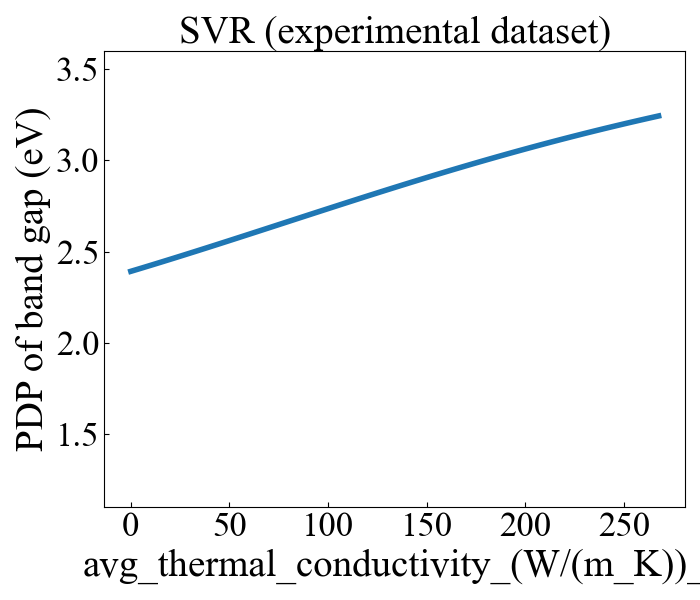 SVR (experimental dataset)
PDP of band gap (eV)
3.5
3.0
2.5
2.0
1.5
0 50 100 150 200 250
avg_thermal_conductivity_(W/(m_K))_